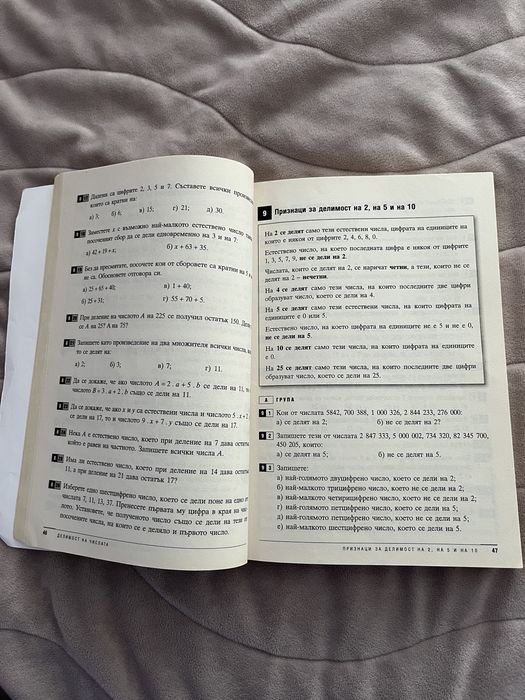 Дадени са цифрите 2, 3, 5 и 7. Съставете всички
които са кратни на:
а) 3; б) 6; в) 15; г) 21; д) 30.
Заместете x с възможно най-малкото естествено число,
посоченият сбор да се дели едновременно на 3 и на 7:
а) 42 + 19 + x; б) x + 63 + 35.
Без да пресмятате, посочете кои от сборовете са кратни на 5 и
не са. Обосновете отговора си.
а) 25 + 65 + 40; в) 1 + 40;
б) 25 + 31; г) 55 + 70 + 5.
При деление на числото A на 225 се получил остатък 150. Дели
се A на 25? А на 75?
Запишете като произведение на два множителя всички числа,
то се делят на:
а) 2; б) 3; в) 7; г) 11.
Да се докаже, че ако числото A = 2 . a + 5 . b се дели на 11, то
числото B = 3 . a + 2 . b също се дели на 11.
Да се докаже, че ако x и y са естествени числа и числото 5 . x + 2
се дели на 17, то и числото 9 . x + 7 . y също се дели на 17.
Нека A е естествено число, което при деление на 7 дава остатък
който е равен на частното. Запишете всички числа A.
Има ли естествено число, което при деление на 14 дава остатък
11, а при деление на 21 дава остатък 17?
Изберете едно шестцифрено число, което се дели поне на едно от
числата 7, 11, 13, 37. Пренесете първата му цифра в края на
лото. Установете, че полученото число също се дели на тези от
посочените числа, на които се е деляло и първото число.
46 ДЕЛИМОСТ НА ЧИСЛАТА
9 Признаци за делимост на 2, на 5 и на 10
На 2 се делят само тези естествени числа, цифрата на единиците на
които е някоя от цифрите 2, 4, 6, 8, 0.
Естествено число, на което последната цифра е някоя от цифрите
1, 3, 5, 7, 9, не се дели на 2.
Числата, които се делят на 2, се наричат четни, а тези, които не се
делят на 2 – нечетни.
На 4 се делят само тези числа, на които последните две цифри
образуват число, което се дели на 4.
На 5 се делят само тези естествени числа, на които цифрата на
единиците е 0 или 5.
Естествено число, на което цифрата на единиците не е 5 и не е 0,
не се дели на 5.
На 10 се делят само тези числа, на които цифрата на единиците
е 0.
На 25 се делят само тези числа, на които последните две цифри
образуват число, което се дели на 25.
А ГРУПА
9 1 Кои от числата 5842, 700 388, 1 000 326, 2 844 233, 276 000:
а) се делят на 2; б) не се делят на 2?
9 2 Запишете тези от числата 2 847 333, 5 000 002, 734 320, 82 345 700,
450 205, които:
а) се делят на 5; б) не се делят на 5.
9 3 Запишете:
а) най-голямото двуцифрено число, което се дели на 2;
б) най-малкото трицифрено число, което не се дели на 2;
в) най-малкото четирицифрено число, което се дели на 2;
г) най-голямото петцифрено число, което се дели на 5;
д) най-голямото петцифрено число, което не се дели на 5;
е) най-малкото шестцифрено число, което се дели на 5.
ПРИЗНАЦИ ЗА ДЕЛИМОСТ НА 2, НА 5 И НА 10 47